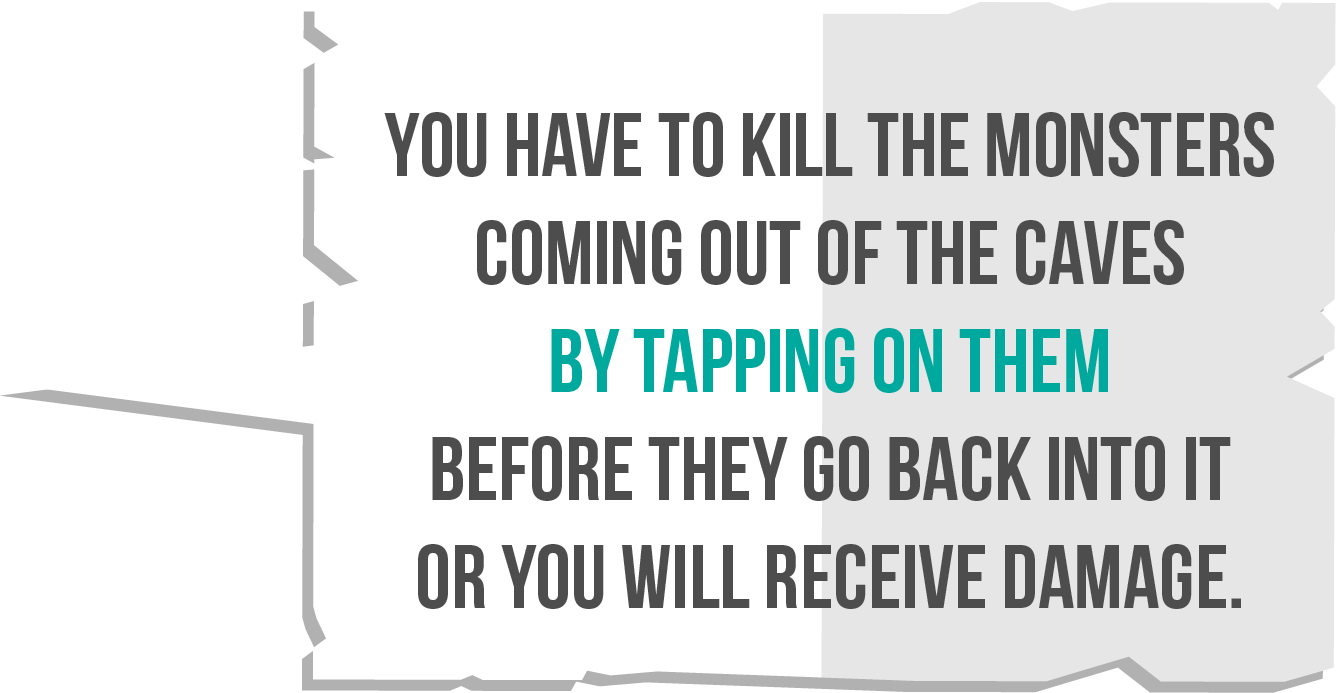 YOU HAVE TO KILL THE MONSTERS
COMING OUT OF THE CAVES
BY TAPPING ON THEM
BEFORE THEY GO BACK INTO IT
OR YOU WILL RECEIVE DAMAGE.